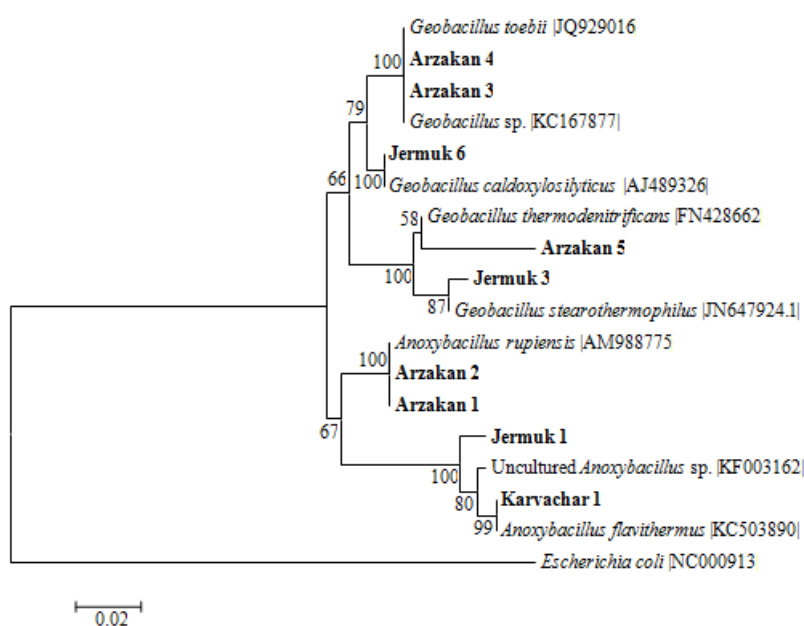 Geobacillus toebii |JQ929016
100
Arzakan 4
Arzakan 3
79
Geobacillus sp. |KC167877|
Jermuk 6
66
100
Geobacillus caldoxylosilyticus |AJ489326|
58
Geobacillus thermodenitrificans |FN428662
Arzakan 5
100
Jermuk 3
87
Geobacillus stearothermophilus |JN647924.1|
Anoxybacillus rupiensis |AM988775
100
Arzakan 2
Arzakan 1
67
Jermuk 1
Uncultured Anoxybacillus sp. |KF003162|
100
80
Karvachar 1
99
Anoxybacillus flavithermus |KC503890|
Escherichia coli |NC000913
0.02